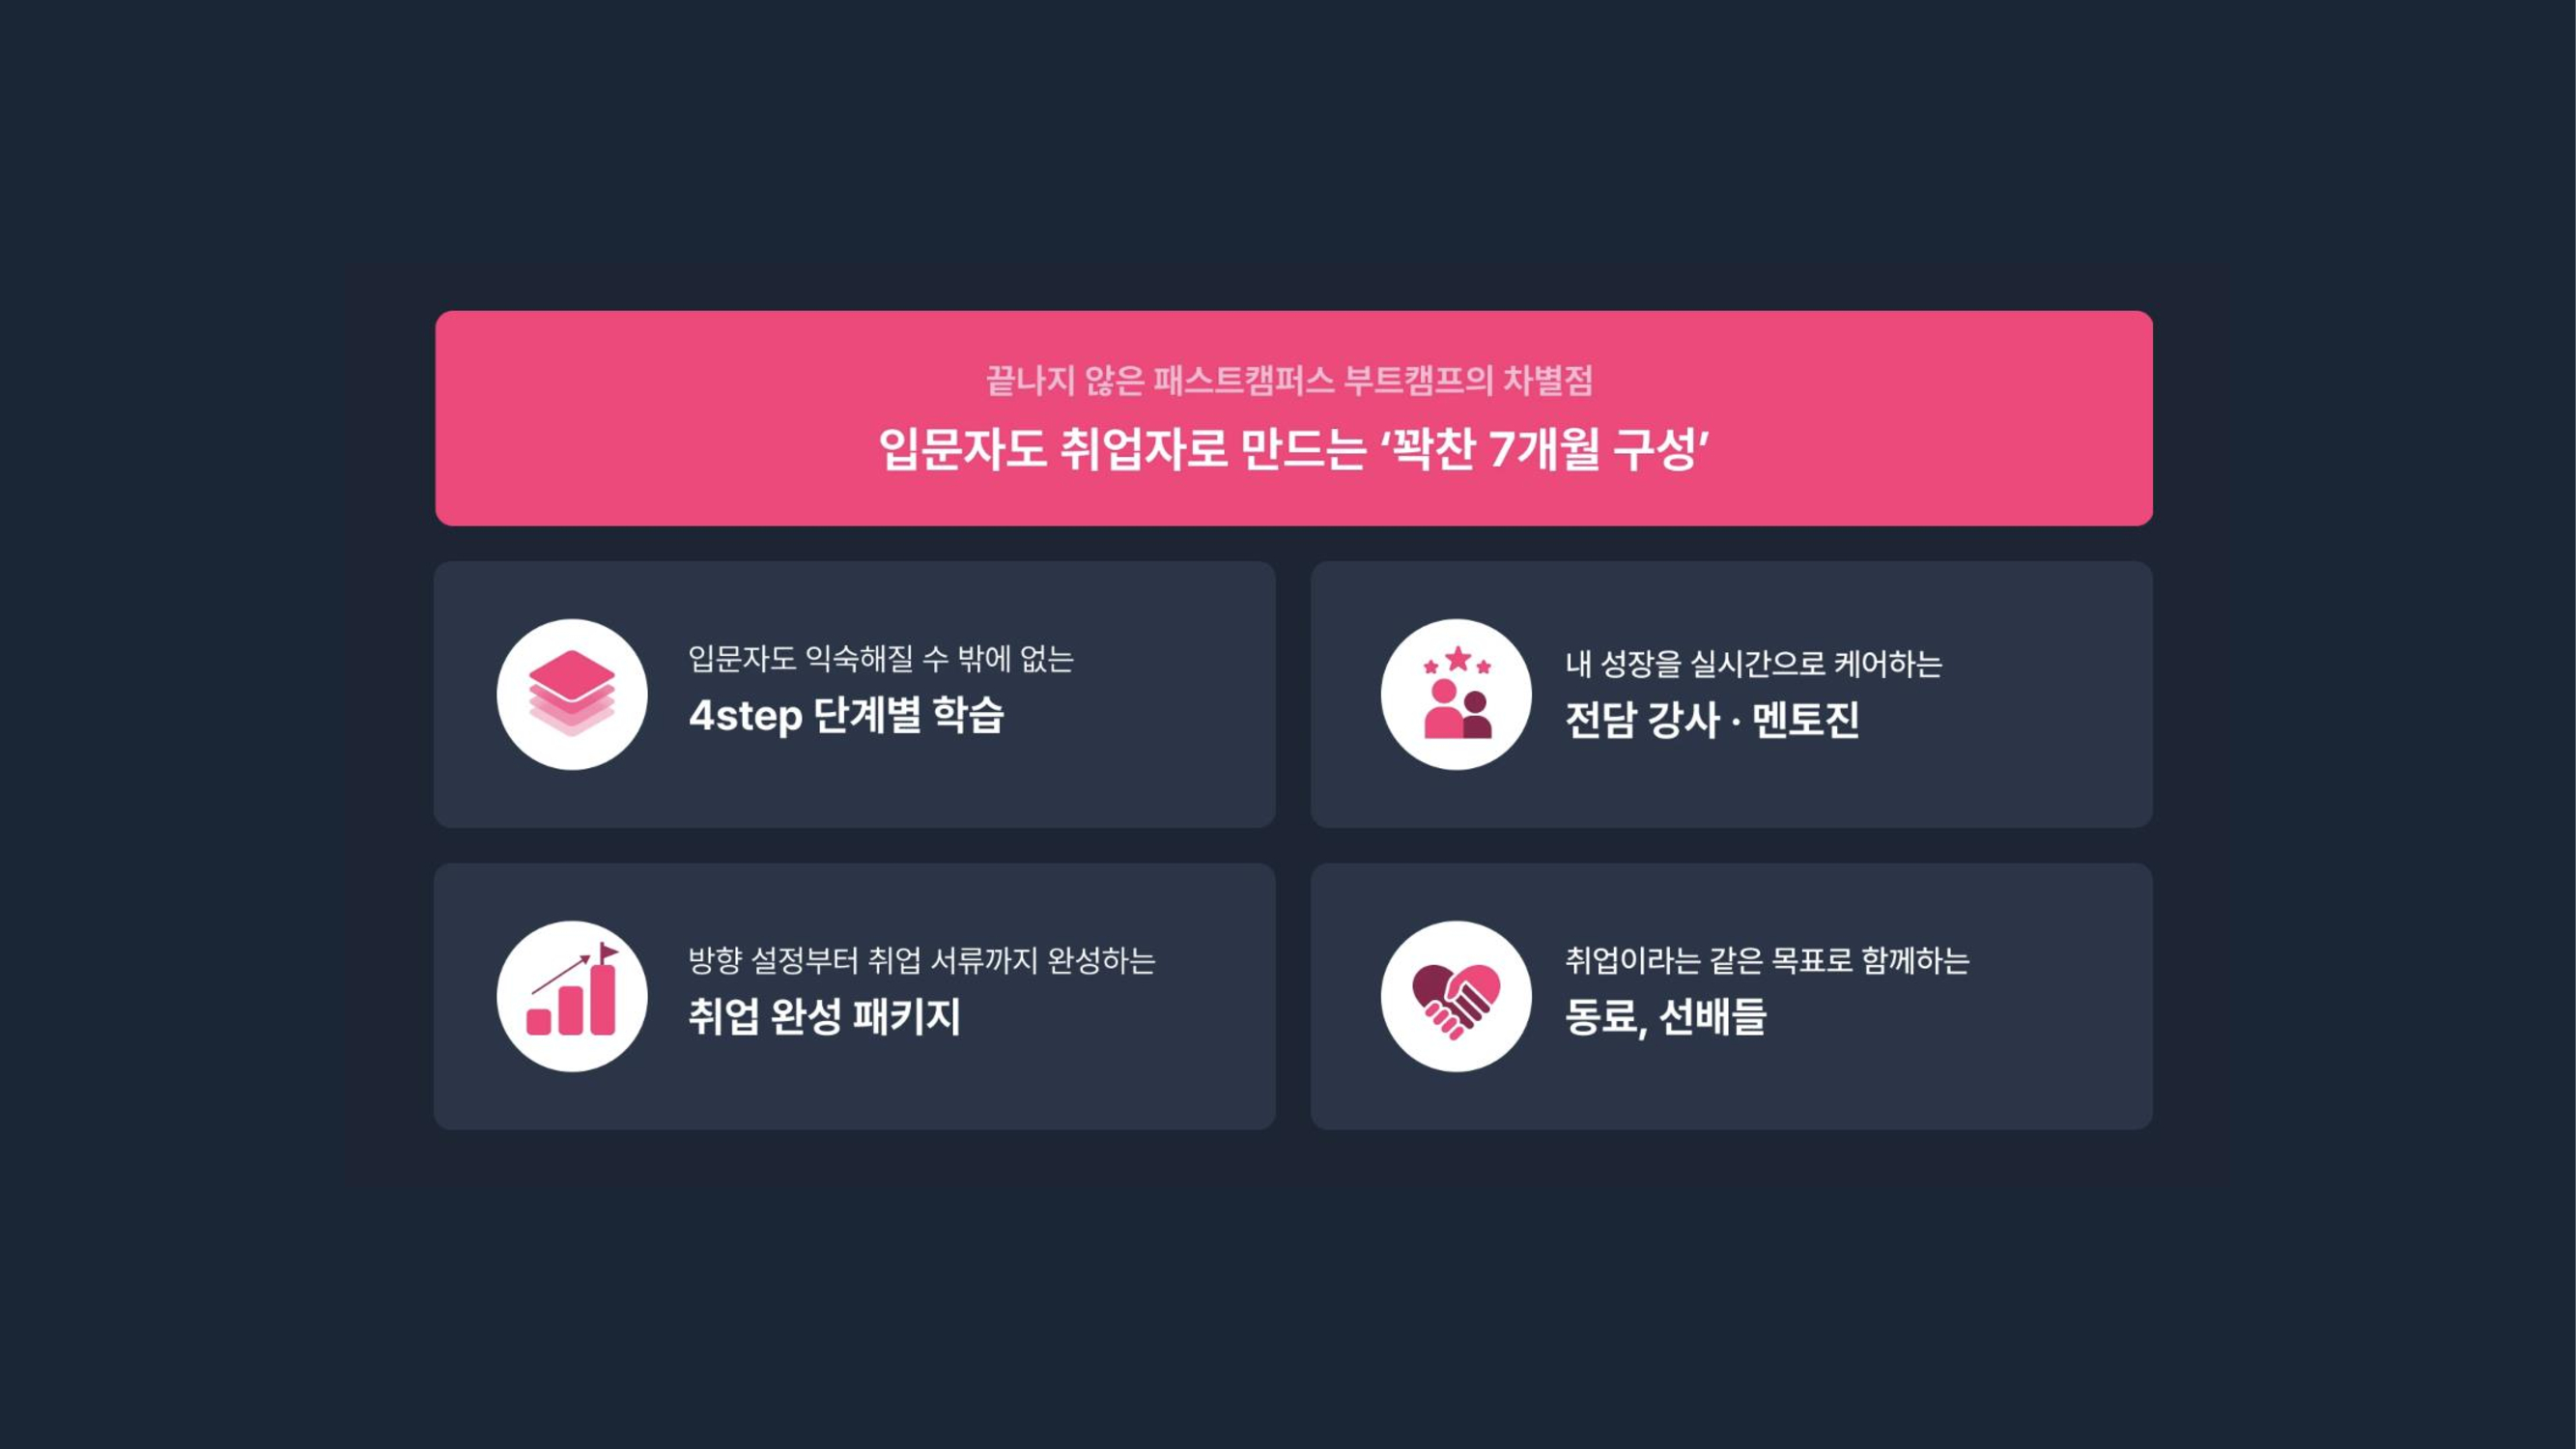 끝나지 않은 패스트캠퍼스 부트캠프의 차별점
입문자도 취업자로 만드는 ‘꽉찬 7개월 구성’
입문자도 익숙해질 수 밖에 없는
4step 단계별 학습
내 성장을 실시간으로 케어하는
전담 강사 · 멘토진
방향 설정부터 취업 서류까지 완성하는
취업 완성 패키지
취업이라는 같은 목표로 함께하는
동료, 선배들